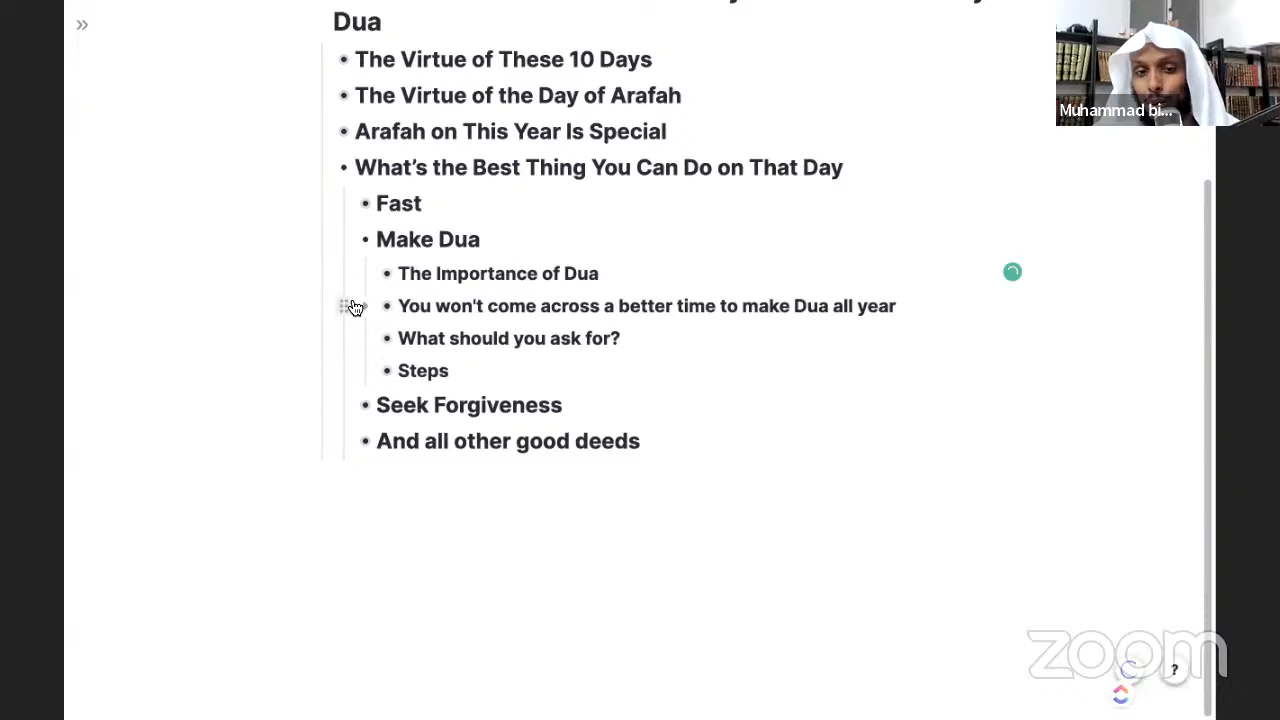 Dua
The Virtue of These 10 Days
The Virtue of the Day of Arafah
Arafah on This Year Is Special
What's the Best Thing You Can Do on That Day
Fast
Make Dua
The Importance of Dua
You won't come across a better time to make Dua all year
What should you ask for?
Steps
Seek Forgiveness
And all other good deeds
Muhammad bi...
zoom
?